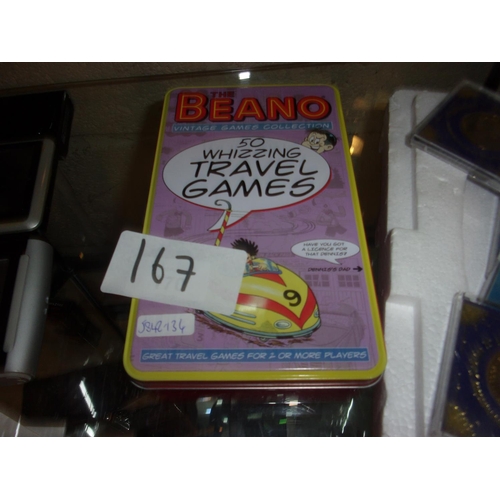 THE
BEANO
VINTAGE GAMES COLLECTION
50
WHIZZING
TRAVEL
GAMES
HAVE YOU GOT
A LICENCE FOR
THAT DENNIS?
DENNIS'S DAD
167
9
GREAT TRAVEL GAMES FOR 2 OR MORE PLAYERS